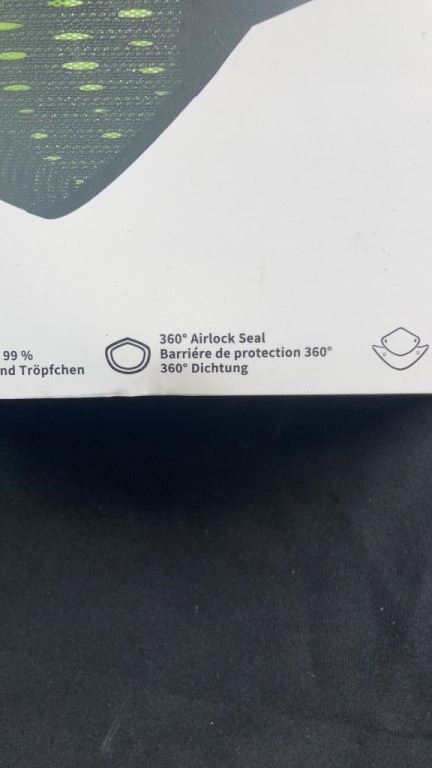 99 %
nd Tröpfchen
360° Airlock Seal
Barriére de protection 360°
360° Dichtung